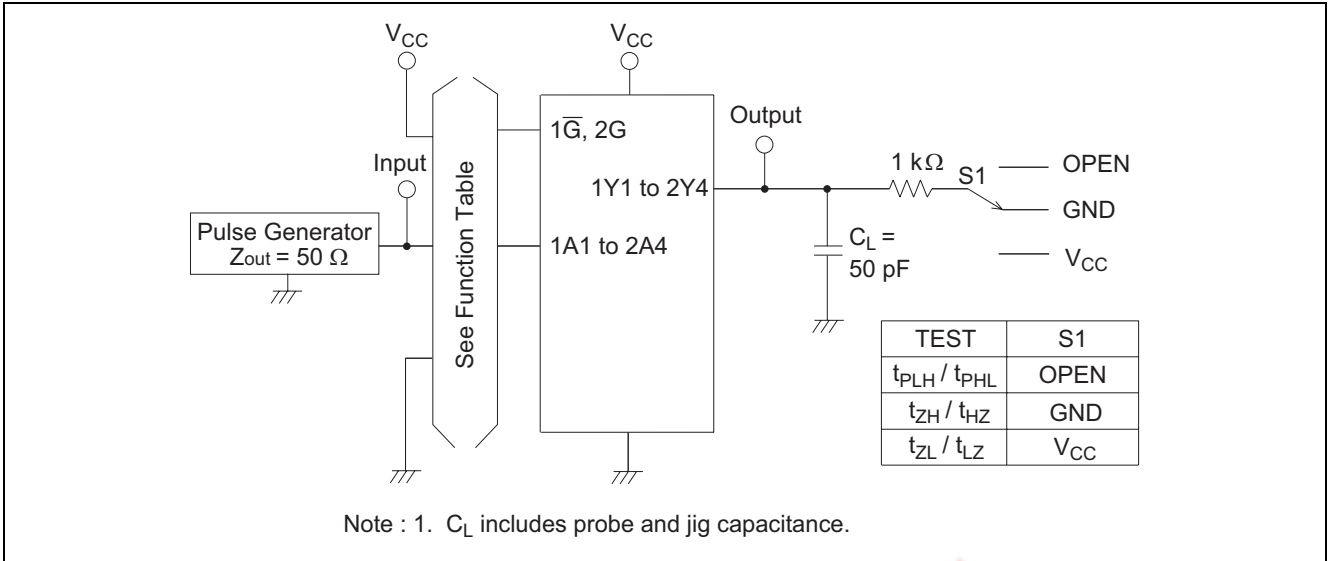 VCC
VCC
Input
Pulse Generator
Zout = 50 Ω
See Function Table
1G̅, 2G
1Y1 to 2Y4
1A1 to 2A4
Output
1 kΩ
S1
OPEN
GND
VCC
CL =
50 pF
TEST S1
tPLH / tPHL OPEN
tZH / tHZ GND
tZL / tLZ VCC
Note : 1. CL includes probe and jig capacitance.